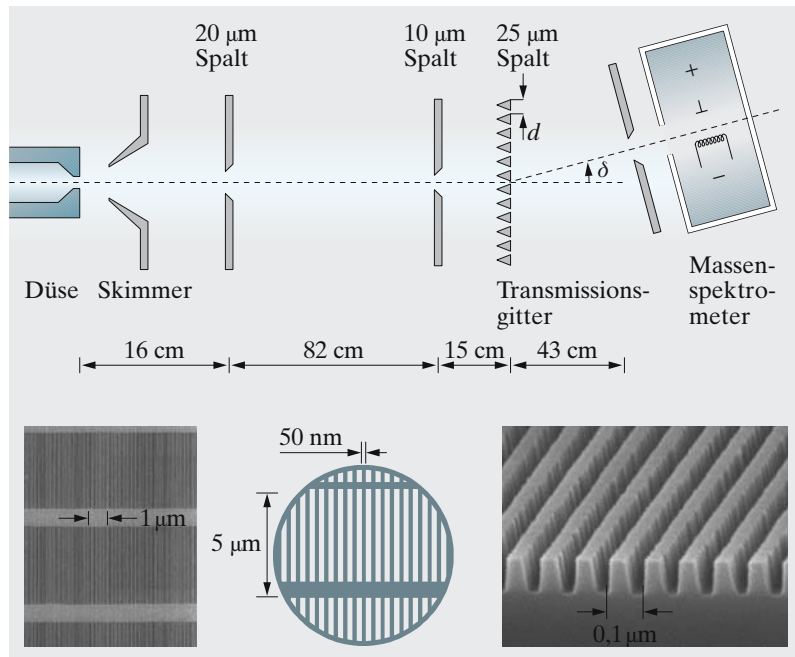 20 µm
Spalt
10 µm
Spalt
25 µm
Spalt
d
δ
+
⊥
−
Düse
Skimmer
Transmissions-
gitter
Massen-
spektro-
meter
16 cm
82 cm
15 cm
43 cm
50 nm
1 µm
5 µm
0,1 µm